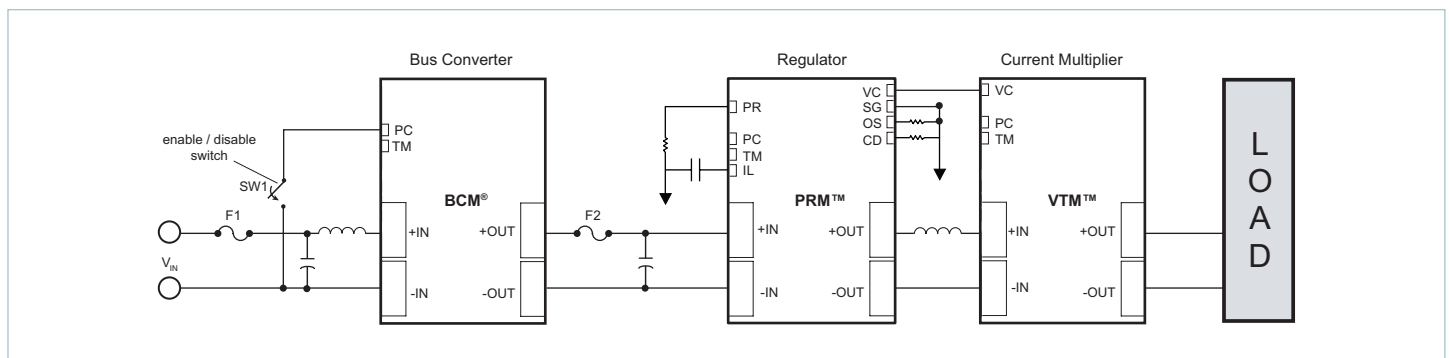 Bus Converter
Regulator
Current Multiplier
enable / disable
switch
SW1
F1
V_IN
PC
TM
BCM®
+IN
-IN
+OUT
-OUT
F2
PR
PC
TM
IL
VC
SG
OS
CD
PRM™
+IN
-IN
+OUT
-OUT
VC
PC
TM
VTM™
+IN
-IN
+OUT
-OUT
L
O
A
D